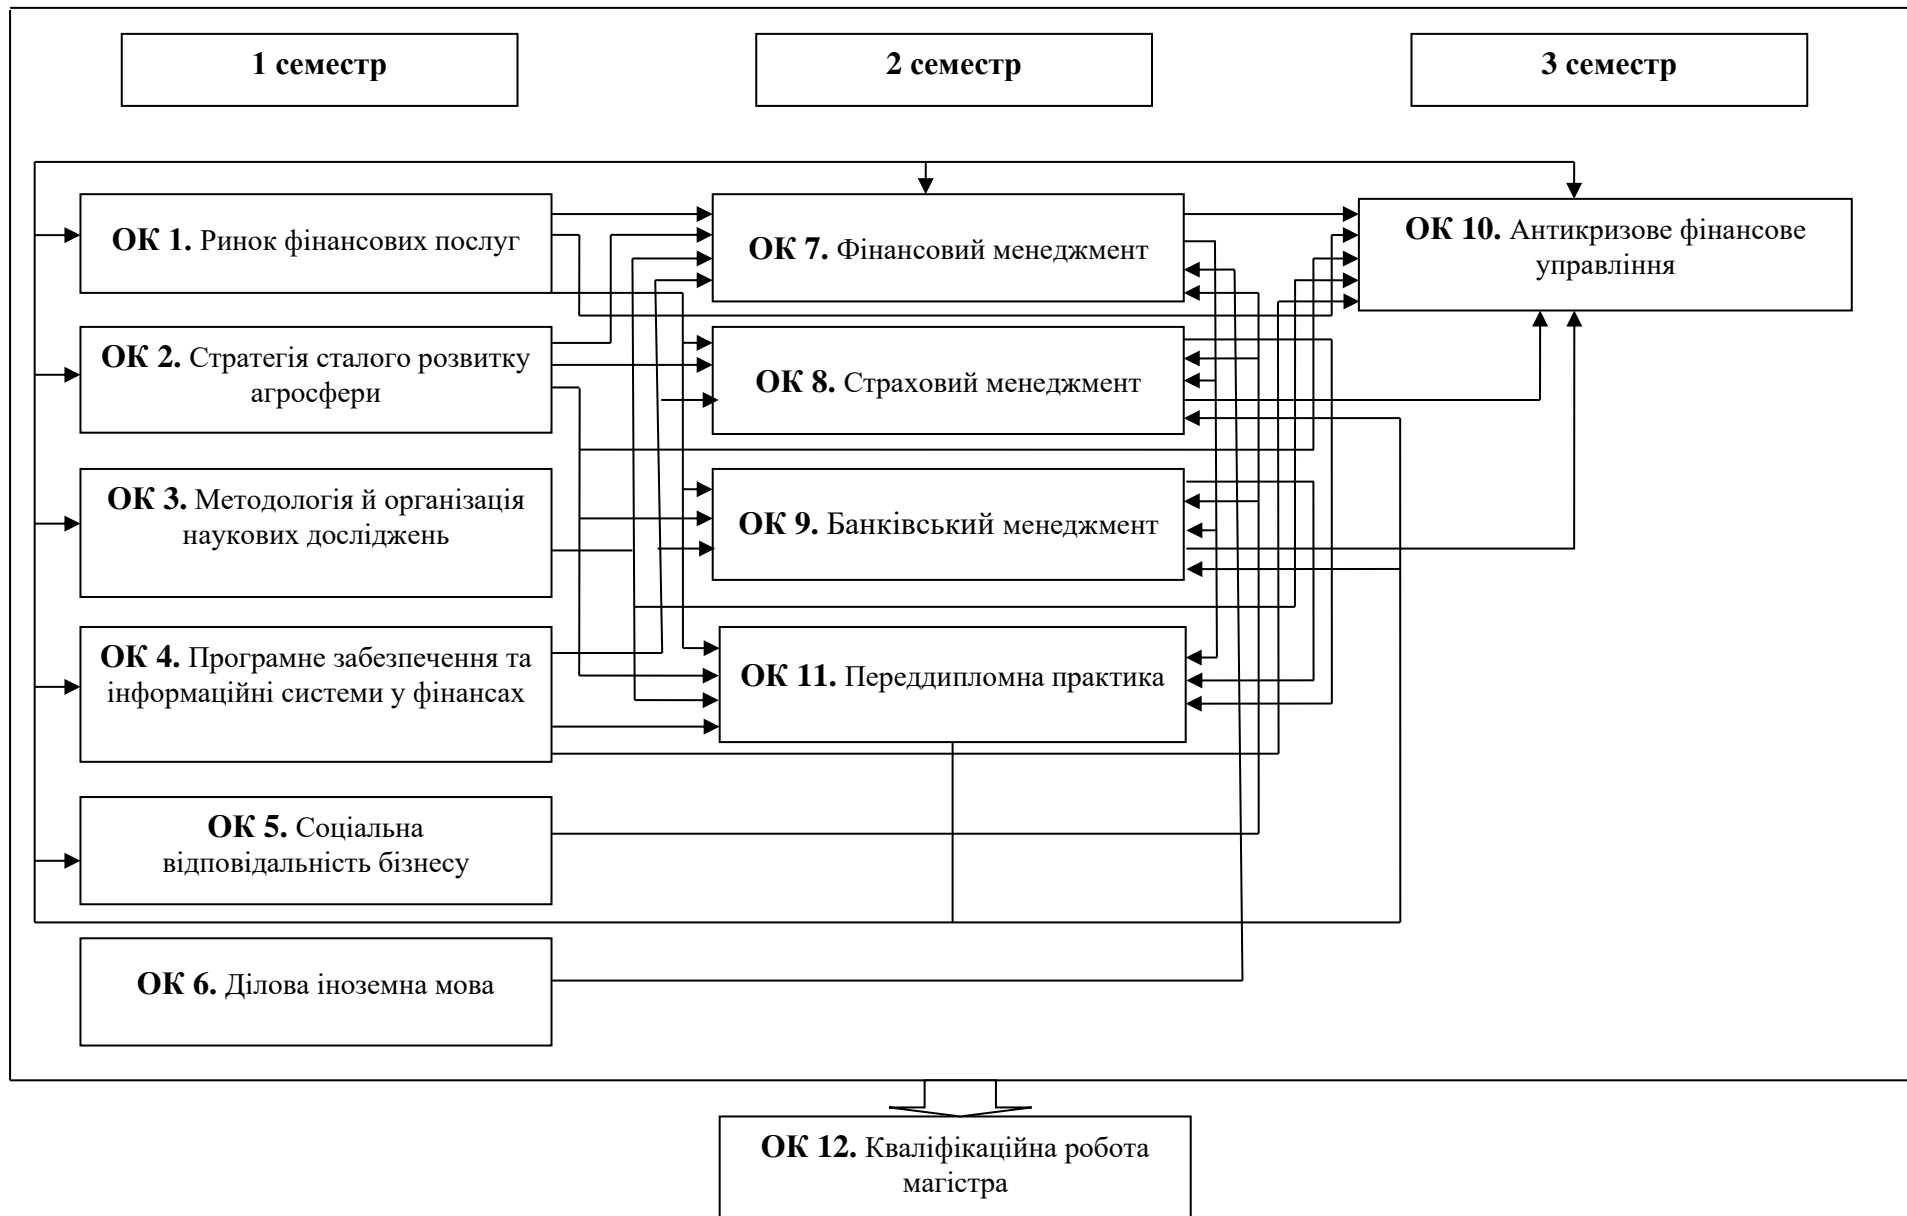 1 семестр
2 семестр
3 семестр
ОК 1. Ринок фінансових послуг
ОК 2. Стратегія сталого розвитку
агросфери
ОК 3. Методологія й організація
наукових досліджень
ОК 4. Програмне забезпечення та
інформаційні системи у фінансах
ОК 5. Соціальна
відповідальність бізнесу
ОК 6. Ділова іноземна мова
ОК 7. Фінансовий менеджмент
ОК 8. Страховий менеджмент
ОК 9. Банківський менеджмент
ОК 11. Переддипломна практика
ОК 10. Антикризове фінансове
управління
ОК 12. Кваліфікаційна робота
магістра